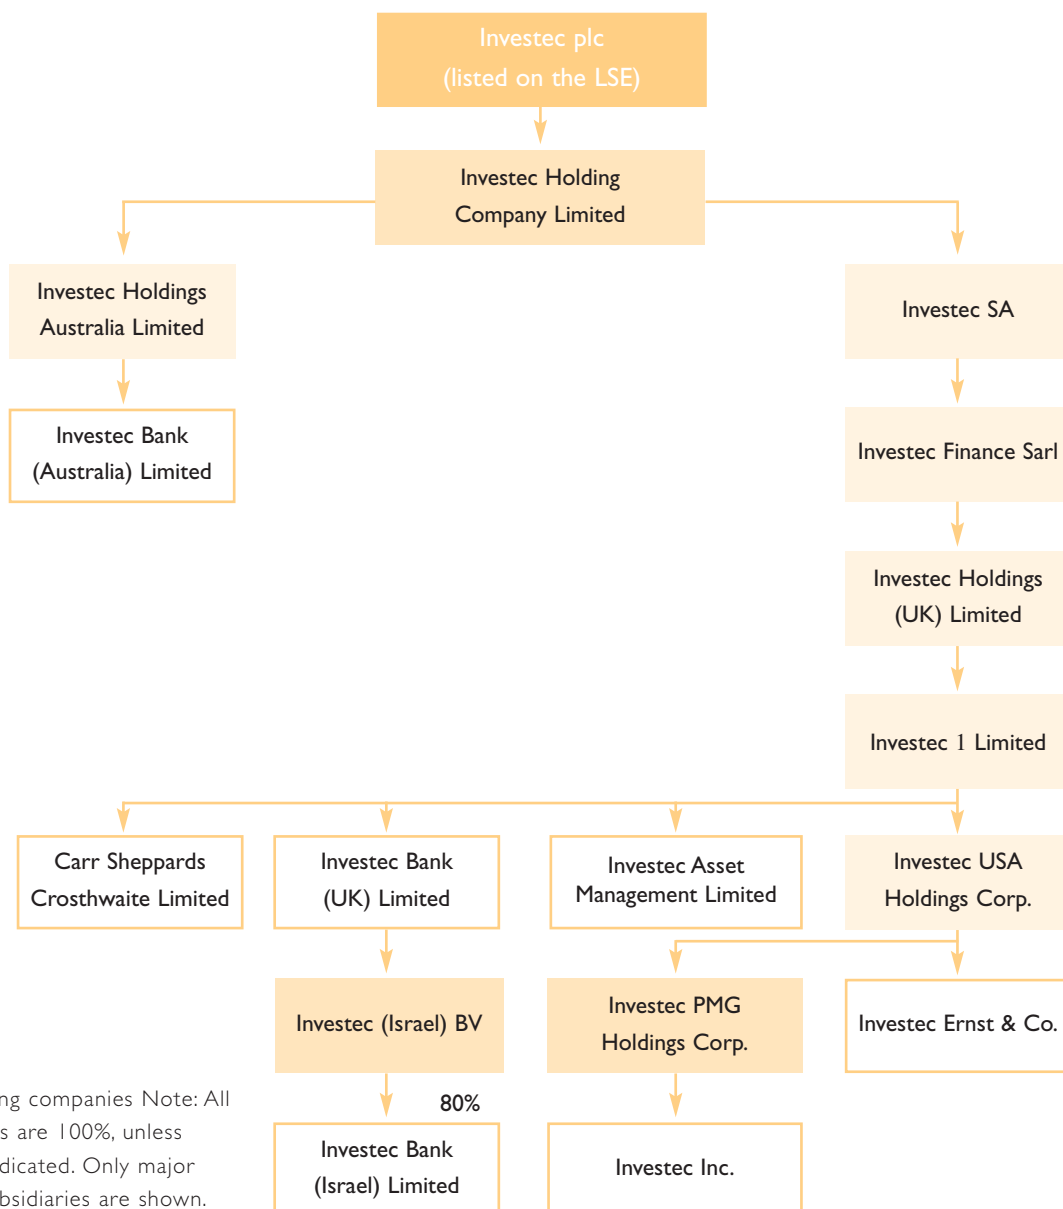 Investec plc
(listed on the LSE)
Investec Holding
Company Limited
Investec Holdings
Australia Limited
Investec SA
Investec Bank
(Australia) Limited
Investec Finance Sarl
Investec Holdings
(UK) Limited
Investec 1 Limited
Carr Sheppards
Crosthwaite Limited
Investec Bank
(UK) Limited
Investec Asset
Management Limited
Investec USA
Holdings Corp.
Investec (Israel) BV
Investec PMG
Holdings Corp.
Investec Ernst & Co.
80%
Investec Bank
(Israel) Limited
Investec Inc.
companies Note: All
are 100%, unless
Only major
are shown.